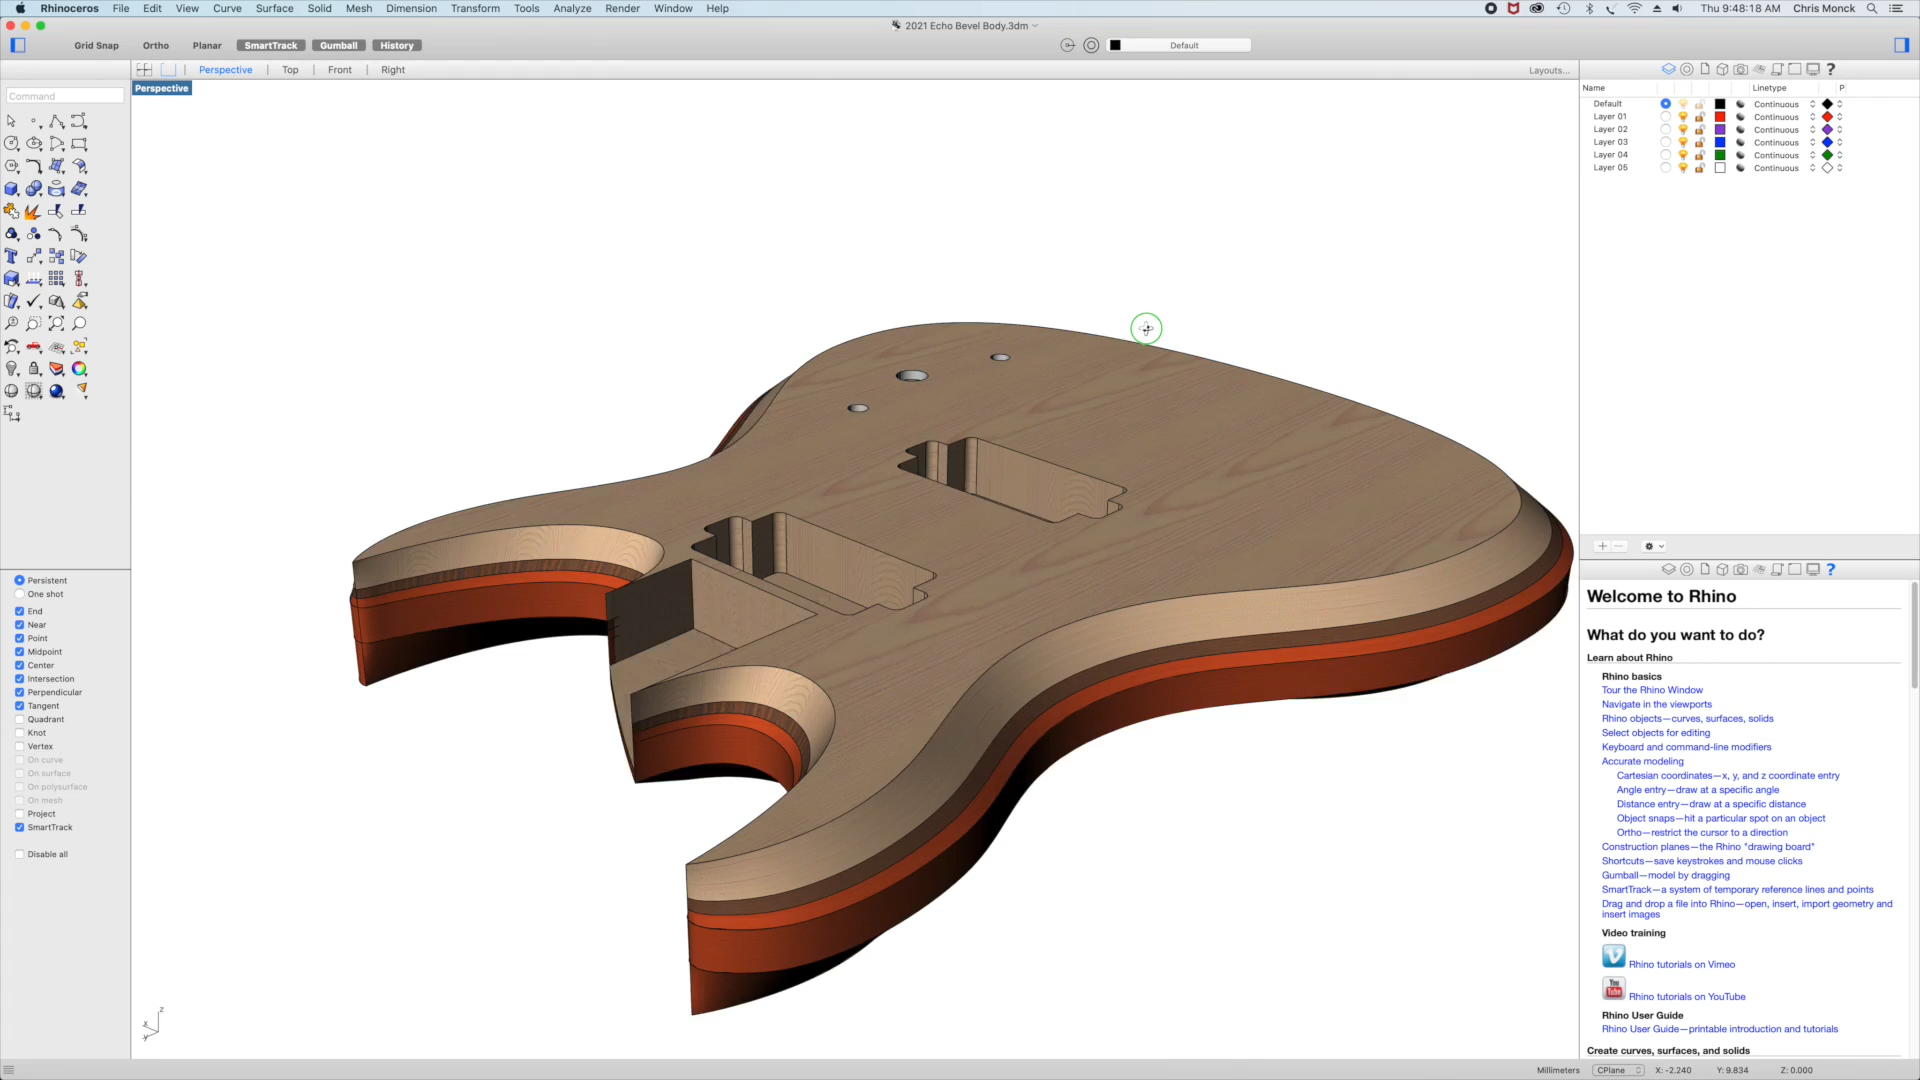 Rhinoceros File Edit View Curve Surface Solid Mesh Dimension Transform Tools Analyze Render Window Help Thu 9:48:18 AM Chris Monck
2021 Echo Bevel Body.3dm
Grid Snap Ortho Planar SmartTrack Gumball History Default
Perspective Top Front Right Layouts...
Perspective
Command
Name Linetype P
Default Continuous
Layer 01 Continuous
Layer 02 Continuous
Layer 03 Continuous
Layer 04 Continuous
Layer 05 Continuous
Persistent
One shot
End
Near
Point
Midpoint
Center
Intersection
Perpendicular
Tangent
Quadrant
Knot
Vertex
On curve
On surface
On polysurface
On mesh
Project
SmartTrack
Disable all
z
x
y
Welcome to Rhino
What do you want to do?
Learn about Rhino
Rhino basics
Tour the Rhino Window
Navigate in the viewports
Rhino objects—curves, surfaces, solids
Select objects for editing
Keyboard and command-line modifiers
Accurate modeling
Cartesian coordinates—x, y, and z coordinate entry
Angle entry—draw at a specific angle
Distance entry—draw at a specific distance
Object snaps—hit a particular spot on an object
Ortho—restrict the cursor to a direction
Construction planes—the Rhino "drawing board"
Shortcuts—save keystrokes and mouse clicks
Gumball—model by dragging
SmartTrack—a system of temporary reference lines and points
Drag and drop a file into Rhino—open, insert, import geometry and
insert images
Video training
Rhino tutorials on Vimeo
You Tube
Rhino tutorials on YouTube
Rhino User Guide
Rhino User Guide—printable introduction and tutorials
Create curves, surfaces, and solids
Millimeters CPlane X: -2.240 Y: 9.834 Z: 0.000